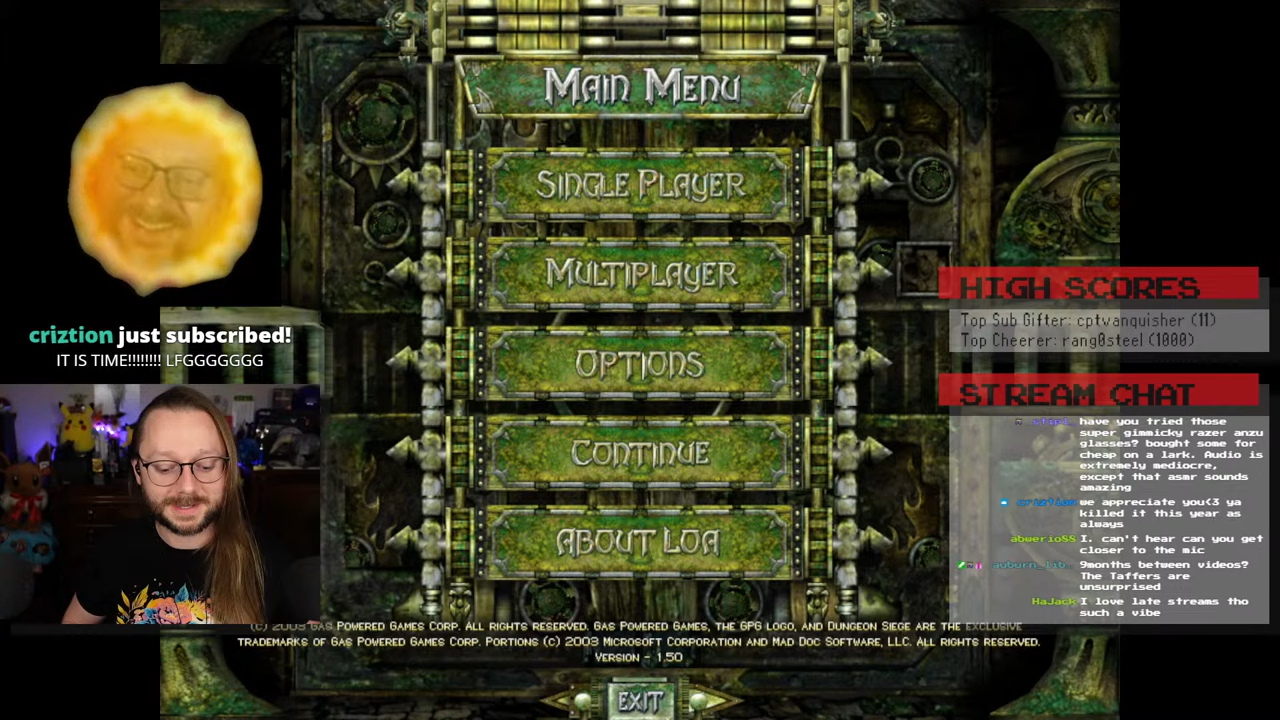 Main Menu
Single Player
Multiplayer
Options
Continue
About LOA
(c) 2003 Gas Powered Games Corp. All rights reserved. Gas Powered Games, the GPG logo, and Dungeon Siege are the exclusive
trademarks of Gas Powered Games Corp. Portions (c) 2003 Microsoft Corporation and Mad Doc Software, LLC. All rights reserved.
Version - 1.50
Exit
criztion just subscribed!
IT IS TIME!!!!!!!! LFGGGGGGG
HIGH SCORES
Top Sub Gifter: cptvanquisher (11)
Top Cheerer: rang0steel (1000)
STREAM CHAT
have you tried those
super gimmicky razer anzu
glasses? bought some for
cheap on a lark. Audio is
extremely mediocre,
except that asmr sounds
amazing
criztion we appreciate you<3 ya
killed it this year as
always
abwerio88 I. can't hear can you get
closer to the mic
auburn_lib… 9months between videos?
The Taffers are
unsurprised
HaJack I love late streams tho
such a vibe